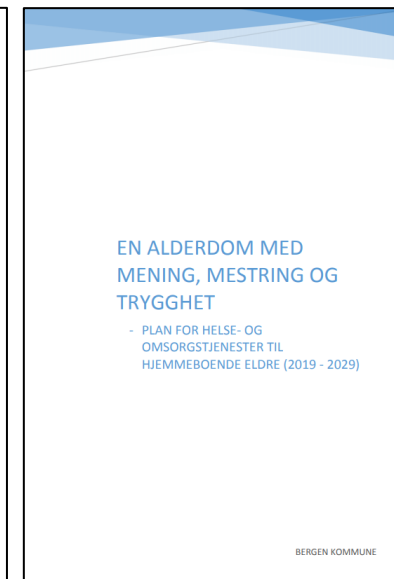 EN ALDERDOM MED
MENING, MESTRING OG
TRYGGHET
- PLAN FOR HELSE- OG
OMSORGSTJENESTER TIL
HJEMMEBOENDE ELDRE (2019 - 2029)
BERGEN KOMMUNE